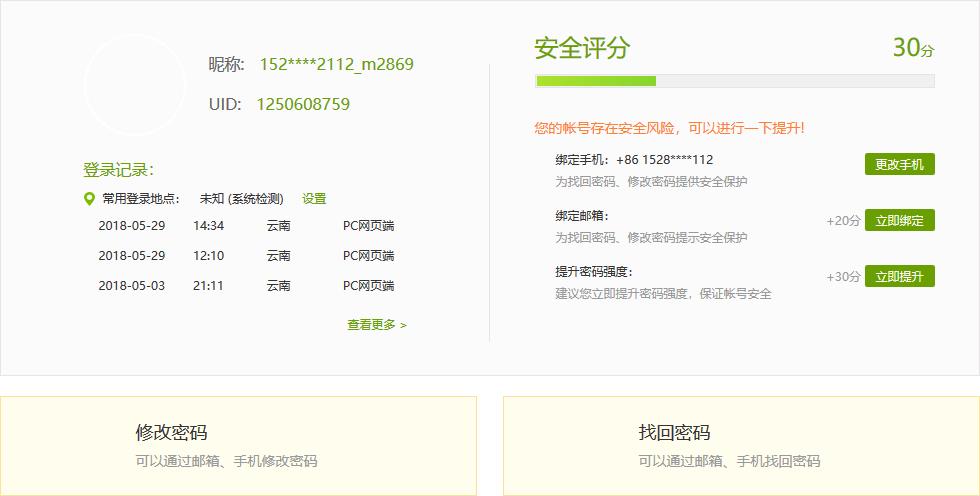 昵称: 152****2112_m2869
UID: 1250608759
登录记录:
常用登录地点: 未知 (系统检测) 设置
2018-05-29 14:34 云南 PC网页端
2018-05-29 12:10 云南 PC网页端
2018-05-03 21:11 云南 PC网页端
查看更多 >
安全评分 30分
您的帐号存在安全风险，可以进行一下提升!
绑定手机: +86 1528****112 更改手机
为找回密码、修改密码提供安全保护
绑定邮箱: +20分 立即绑定
为找回密码、修改密码提示安全保护
提升密码强度: +30分 立即提升
建议您立即提升密码强度，保证帐号安全
修改密码
可以通过邮箱、手机修改密码
找回密码
可以通过邮箱、手机找回密码